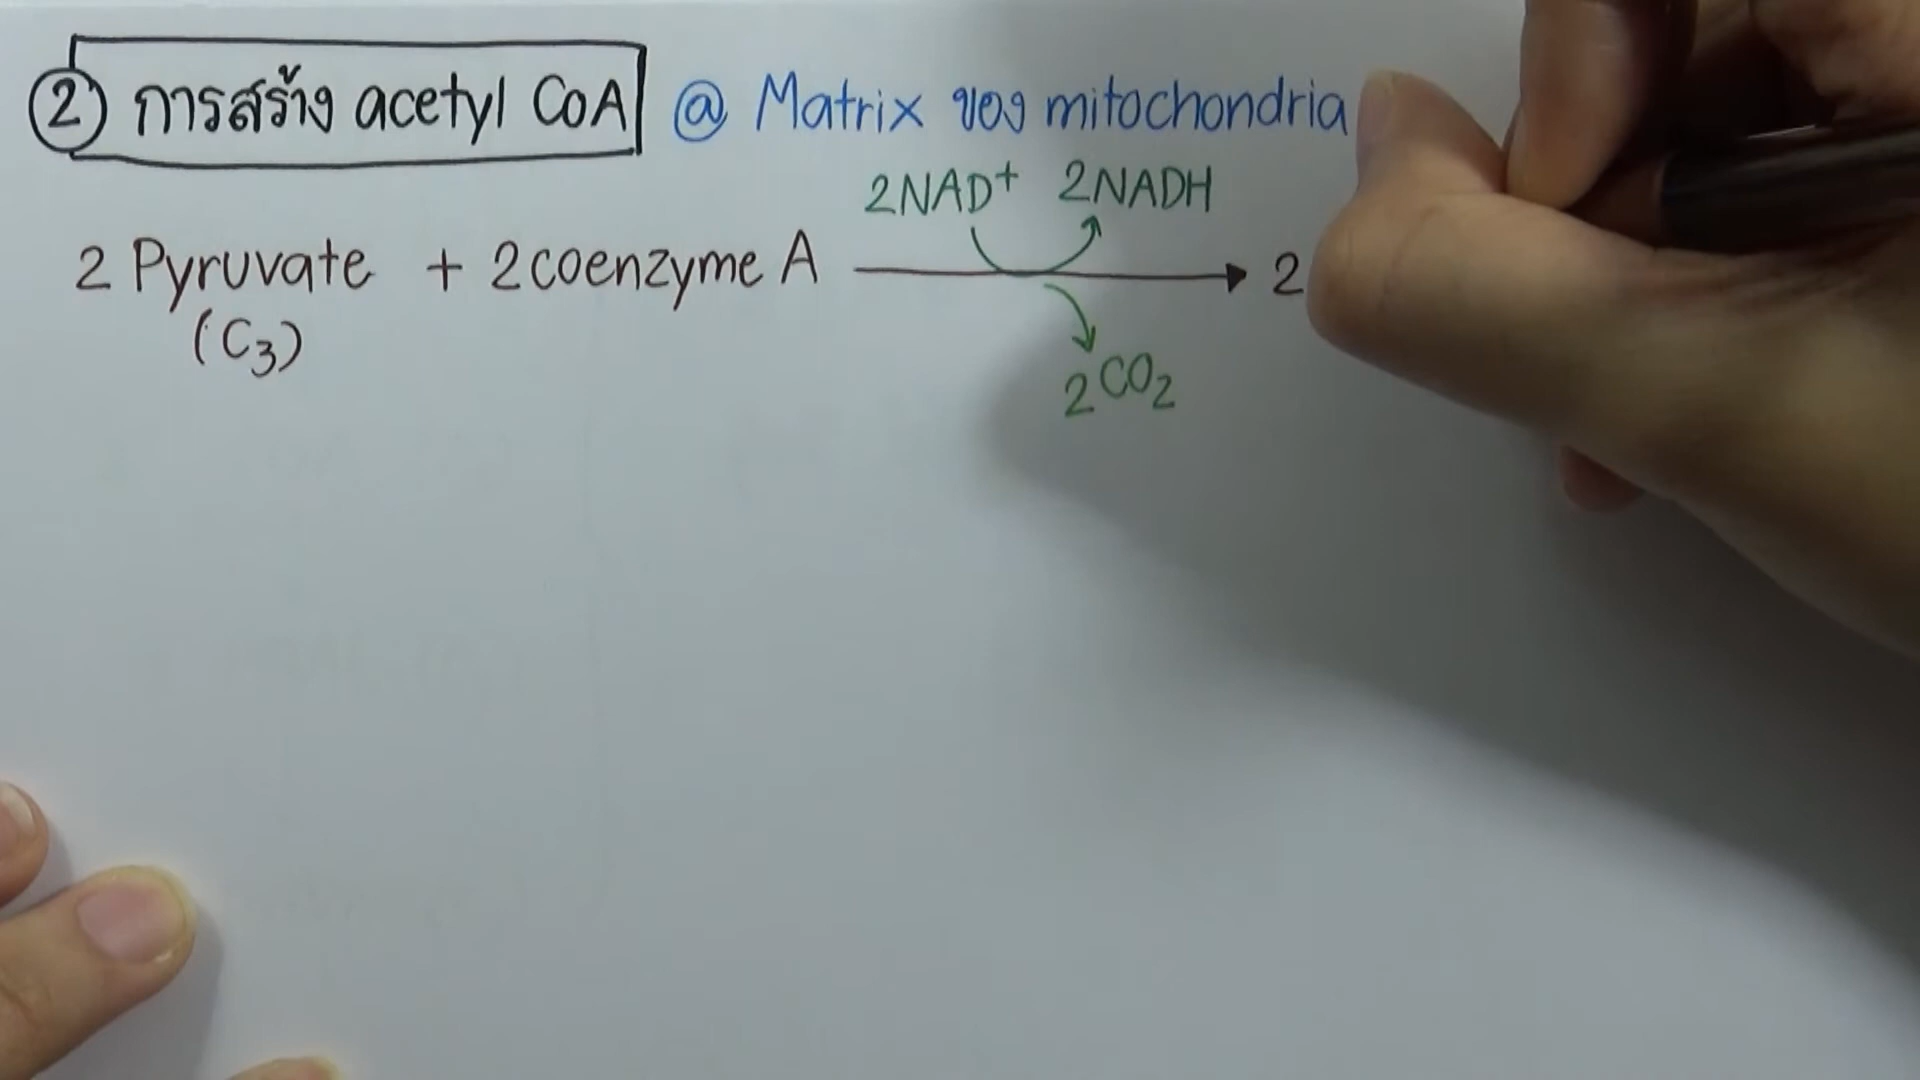 ② การสร้าง acetyl CoA @ Matrix ของ mitochondria
2NAD⁺ 2NADH
2 Pyruvate + 2coenzyme A → 2
(C₃)
2CO₂